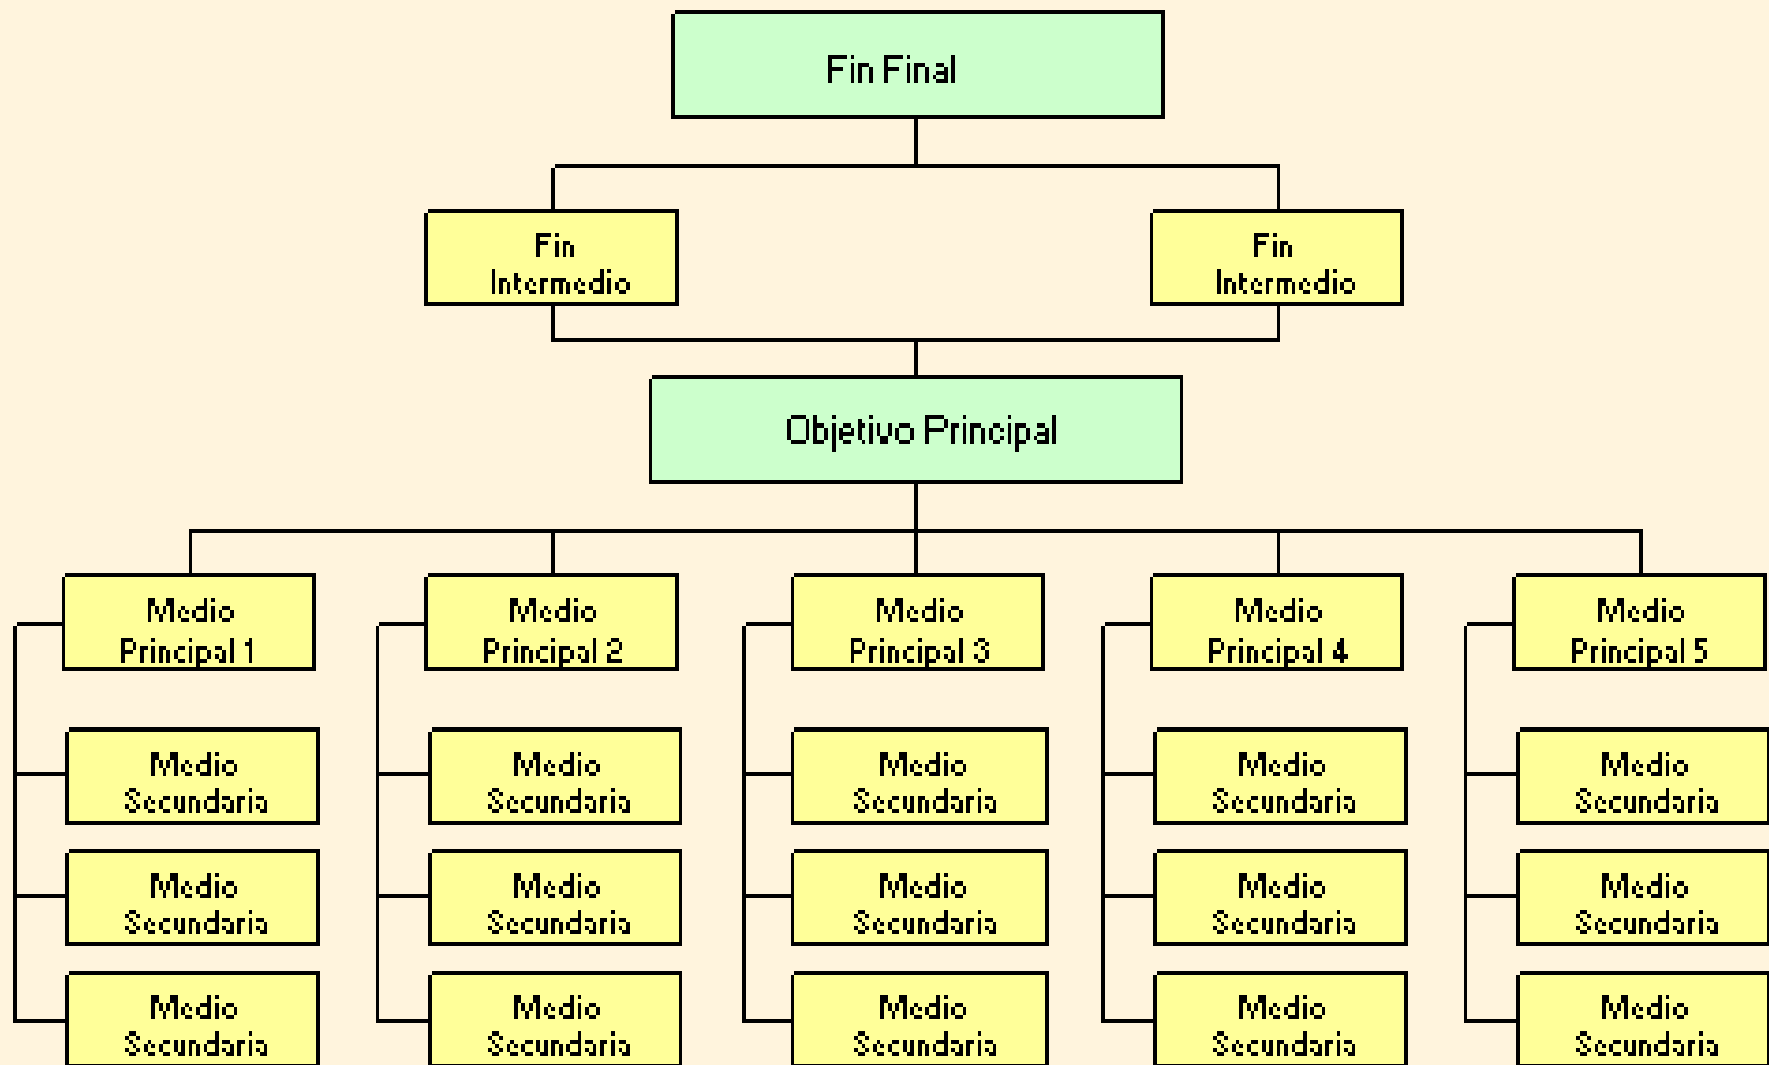 Fin Final
Fin
Intermedio
Fin
Intermedio
Objetivo Principal
Medio
Principal 1
Medio
Principal 2
Medio
Principal 3
Medio
Principal 4
Medio
Principal 5
Medio
Secundaria
Medio
Secundaria
Medio
Secundaria
Medio
Secundaria
Medio
Secundaria
Medio
Secundaria
Medio
Secundaria
Medio
Secundaria
Medio
Secundaria
Medio
Secundaria
Medio
Secundaria
Medio
Secundaria
Medio
Secundaria
Medio
Secundaria
Medio
Secundaria